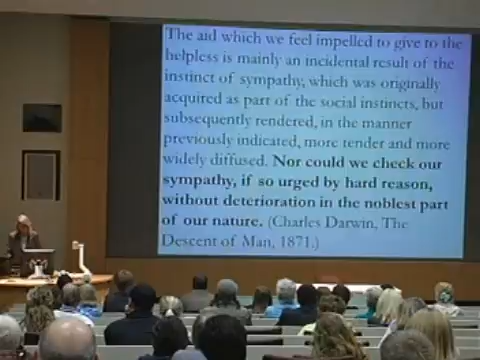 The aid which we feel impelled to give to the
helpless is mainly an incidental result of the
instinct of sympathy, which was originally
acquired as part of the social instincts, but
subsequently rendered, in the manner
previously indicated, more tender and more
widely diffused. Nor could we check our
sympathy, if so urged by hard reason,
without deterioration in the noblest part
of our nature. (Charles Darwin, The
Descent of Man, 1871.)